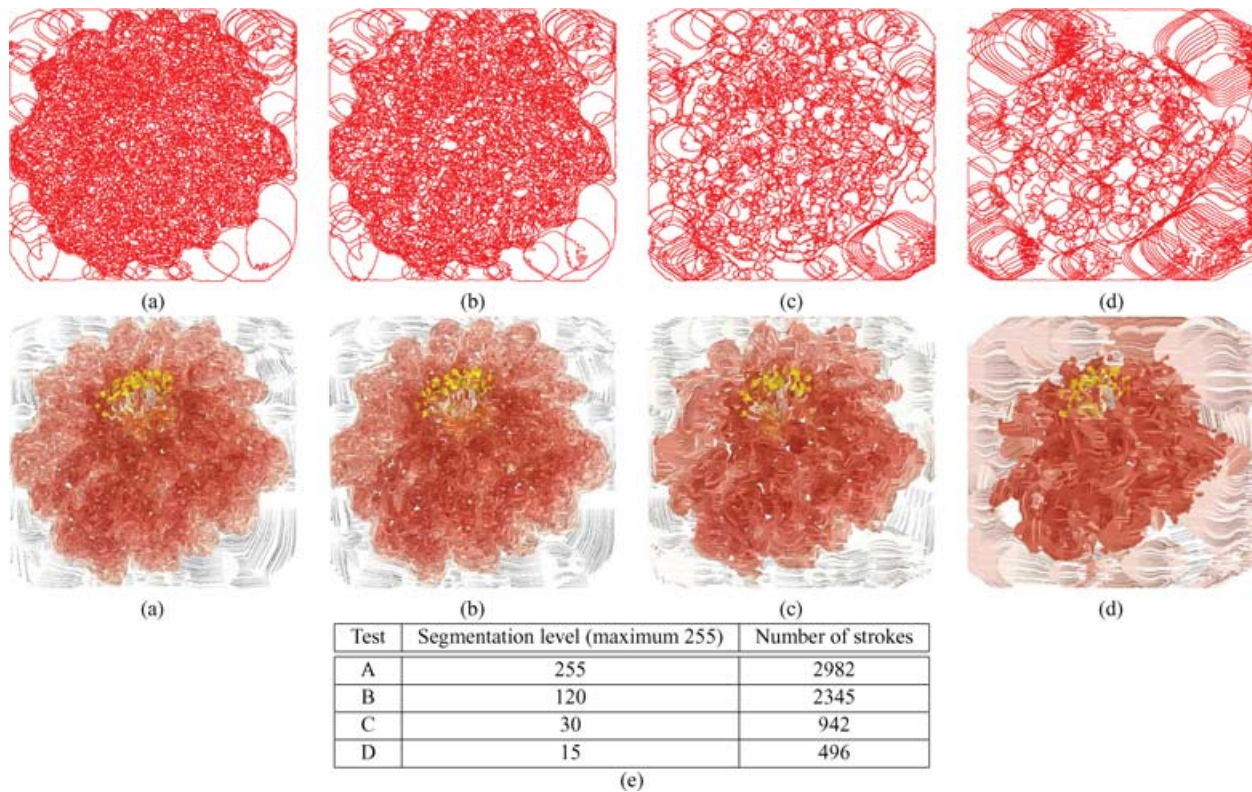 (a) (b) (c) (d)
(a) (b) (c) (d)
Test Segmentation level (maximum 255) Number of strokes
A 255 2982
B 120 2345
C 30 942
D 15 496
(e)